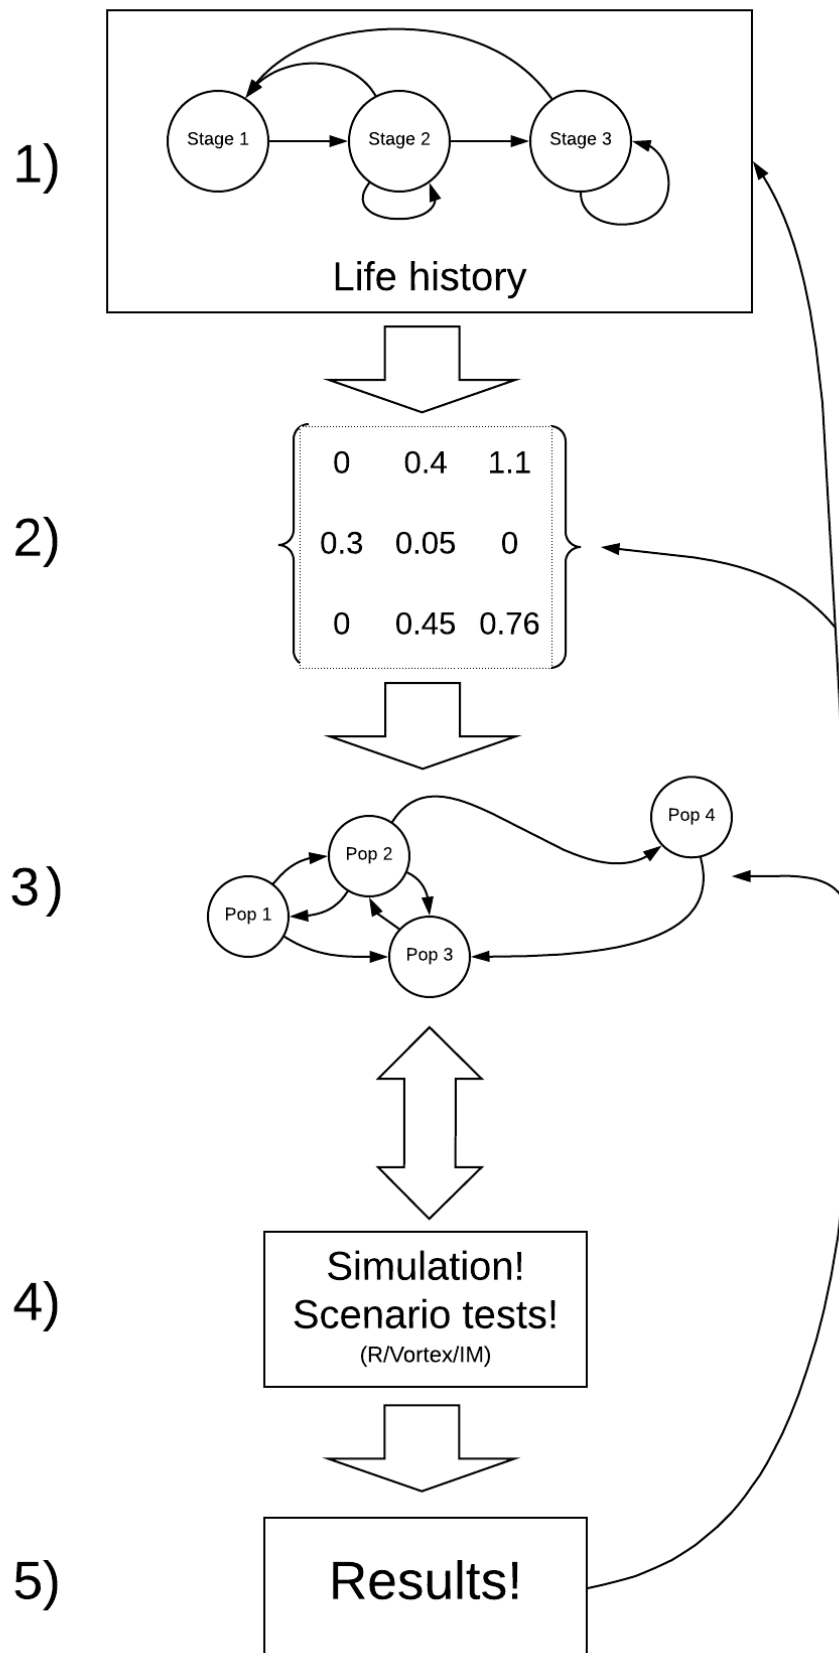 1)
Stage 1 Stage 2 Stage 3
Life history
2)
0 0.4 1.1
0.3 0.05 0
0 0.45 0.76
3)
Pop 4
Pop 2
Pop 1
Pop 3
4)
Simulation!
Scenario tests!
(R/Vortex/IM)
5)
Results!